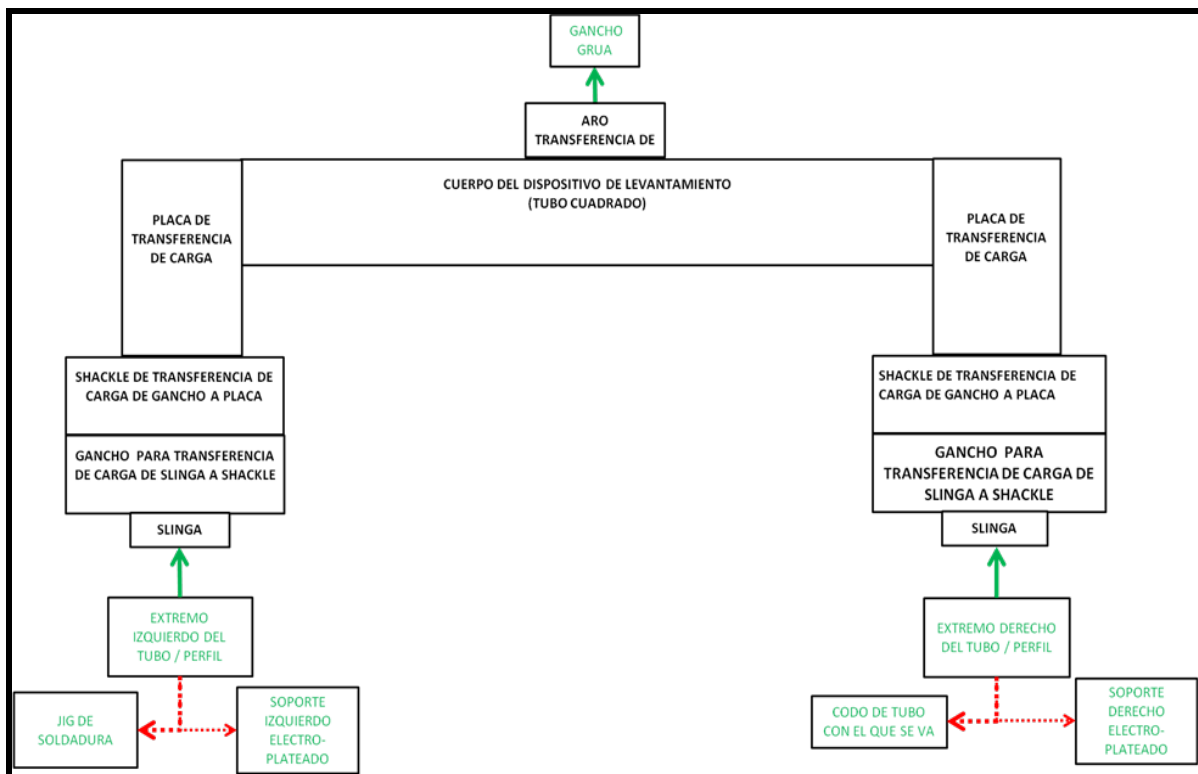 GANCHO
GRUA
ARO
TRANSFERENCIA DE
CUERPO DEL DISPOSITIVO DE LEVANTAMIENTO
(TUBO CUADRADO)
PLACA DE
TRANSFERENCIA
DE CARGA
PLACA DE
TRANSFERENCIA
DE CARGA
SHACKLE DE TRANSFERENCIA DE
CARGA DE GANCHO A PLACA
SHACKLE DE TRANSFERENCIA DE
CARGA DE GANCHO A PLACA
GANCHO PARA TRANSFERENCIA
DE CARGA DE SLINGA A SHACKLE
GANCHO PARA
TRANSFERENCIA DE CARGA DE
SLINGA A SHACKLE
SLINGA
SLINGA
EXTREMO
IZQUIERDO DEL
TUBO / PERFIL
EXTREMO DERECHO
DEL TUBO / PERFIL
JIG DE
SOLDADURA
SOPORTE
IZQUIERDO
ELECTRO-
PLATEADO
CODO DE TUBO
CON EL QUE SE VA
SOPORTE
DERECHO
ELECTRO-
PLATEADO